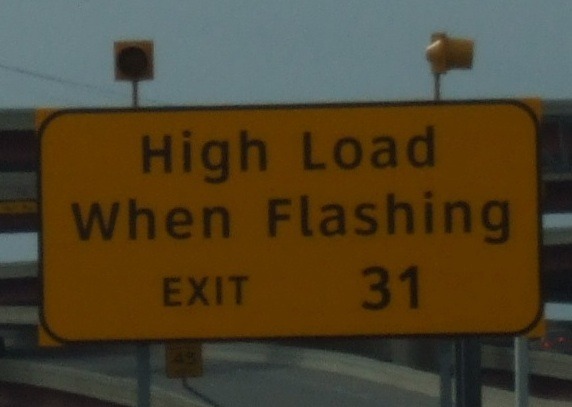 High Load
When Flashing
EXIT 31